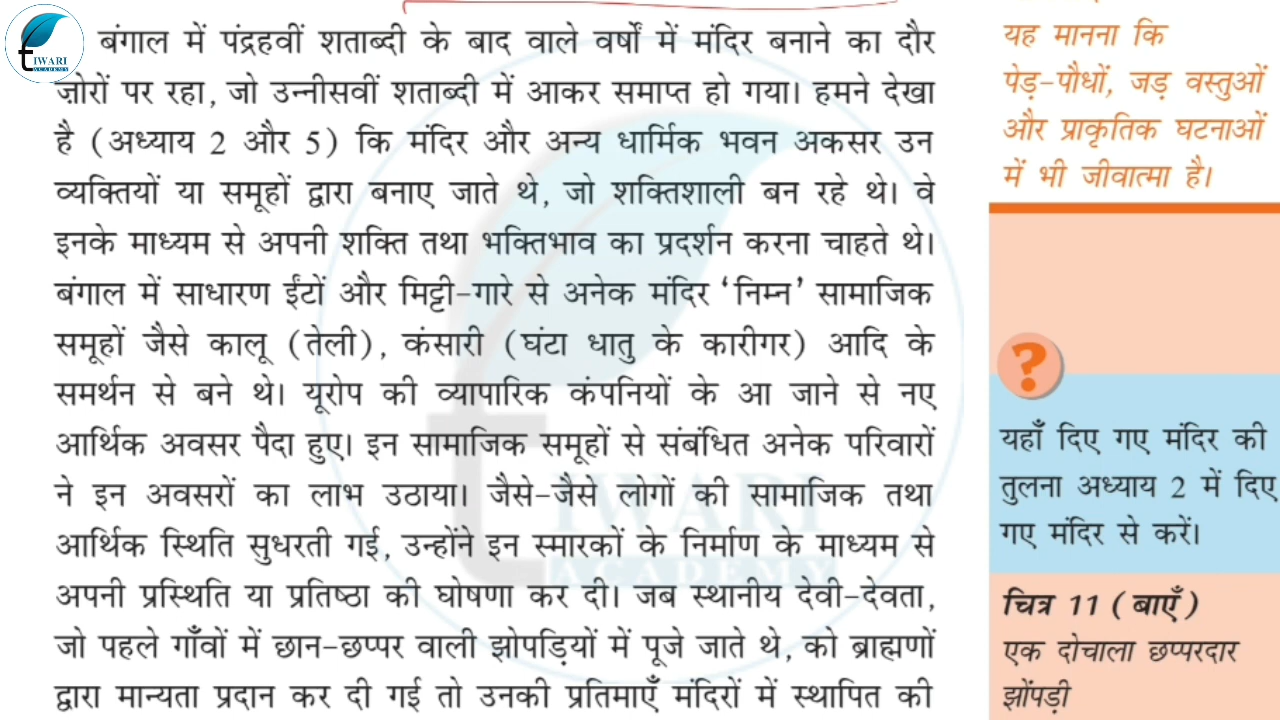 बंगाल में पंद्रहवीं शताब्दी के बाद वाले वर्षों में मंदिर बनाने का दौर
ज़ोरों पर रहा, जो उन्नीसवीं शताब्दी में आकर समाप्त हो गया। हमने देखा
है (अध्याय 2 और 5) कि मंदिर और अन्य धार्मिक भवन अकसर उन
व्यक्तियों या समूहों द्वारा बनाए जाते थे, जो शक्तिशाली बन रहे थे। वे
इनके माध्यम से अपनी शक्ति तथा भक्तिभाव का प्रदर्शन करना चाहते थे।
बंगाल में साधारण ईंटों और मिट्टी-गारे से अनेक मंदिर ‘निम्न’ सामाजिक
समूहों जैसे कालू (तेली), कंसारी (घंटा धातु के कारीगर) आदि के
समर्थन से बने थे। यूरोप की व्यापारिक कंपनियों के आ जाने से नए
आर्थिक अवसर पैदा हुए। इन सामाजिक समूहों से संबंधित अनेक परिवारों
ने इन अवसरों का लाभ उठाया। जैसे-जैसे लोगों की सामाजिक तथा
आर्थिक स्थिति सुधरती गई, उन्होंने इन स्मारकों के निर्माण के माध्यम से
अपनी प्रस्थिति या प्रतिष्ठा की घोषणा कर दी। जब स्थानीय देवी-देवता,
जो पहले गाँवों में छान-छप्पर वाली झोपड़ियों में पूजे जाते थे, को ब्राह्मणों
द्वारा मान्यता प्रदान कर दी गई तो उनकी प्रतिमाएँ मंदिरों में स्थापित की
यह मानना कि
पेड़-पौधों, जड़ वस्तुओं
और प्राकृतिक घटनाओं
में भी जीवात्मा है।
?
यहाँ दिए गए मंदिर की
तुलना अध्याय 2 में दिए
गए मंदिर से करें।
चित्र 11 (बाएँ)
एक दोचाला छप्परदार
झोंपड़ी
TIWARI
ACADEMY
TIWARI
ACADEMY